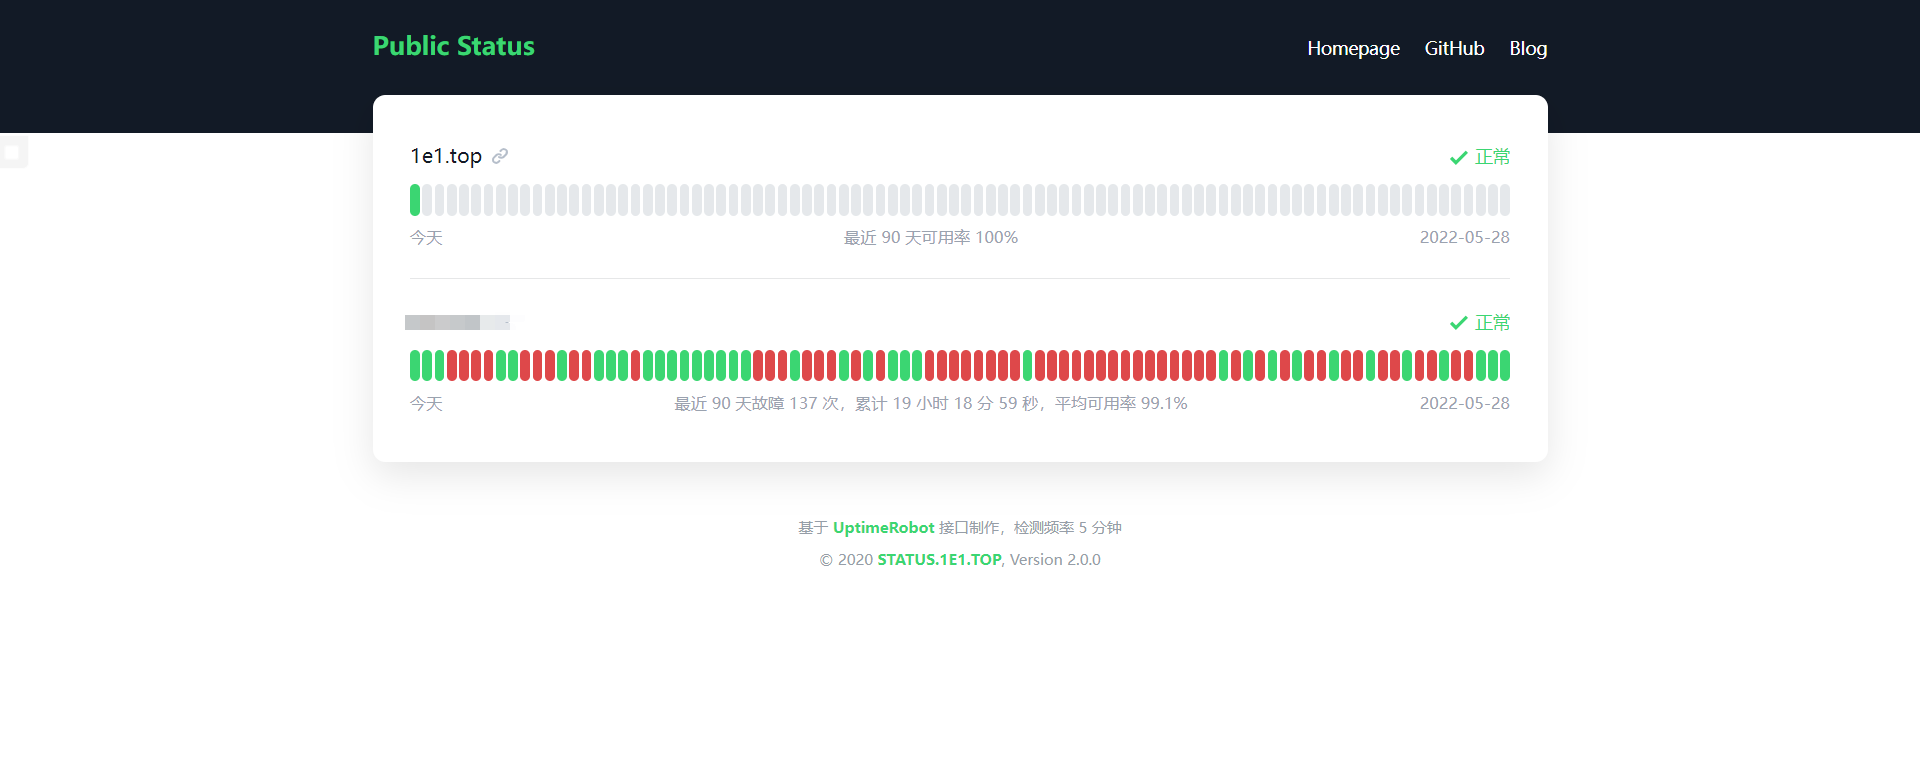 Public Status
Homepage GitHub Blog
1e1.top
正常
今天 最近 90 天可用率 100% 2022-05-28
正常
今天 最近 90 天故障 137 次，累计 19 小时 18 分 59 秒，平均可用率 99.1% 2022-05-28
基于 UptimeRobot 接口制作，检测频率 5 分钟
© 2020 STATUS.1E1.TOP, Version 2.0.0